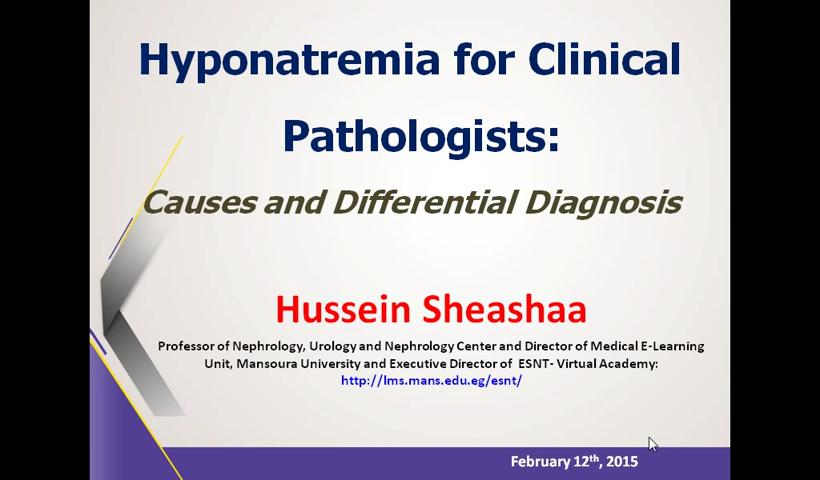 Hyponatremia for Clinical
Pathologists:
Causes and Differential Diagnosis
Hussein Sheashaa
Professor of Nephrology, Urology and Nephrology Center and Director of Medical E-Learning
Unit, Mansoura University and Executive Director of ESNT- Virtual Academy:
http://lms.mans.edu.eg/esnt/
February 12th, 2015